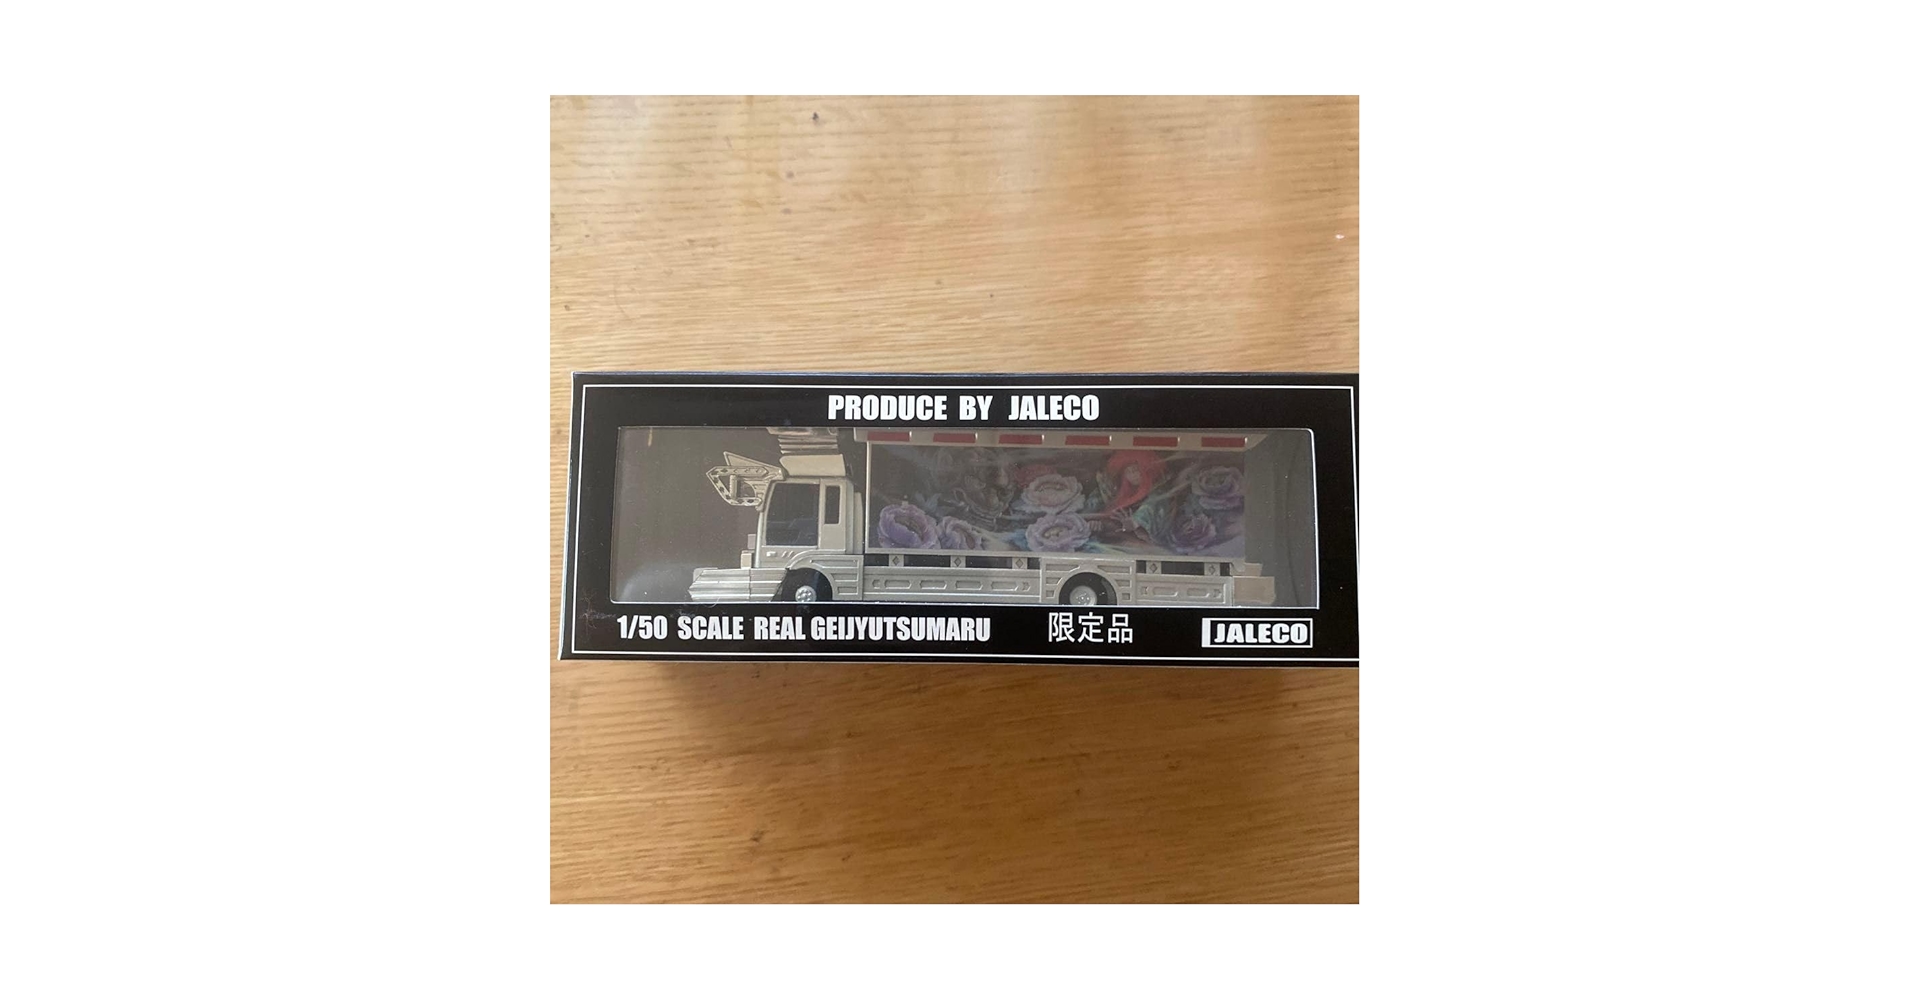 PRODUCE BY JALECO
1/50 SCALE REAL GEIJYUTSUMARU 限定品 JALECO